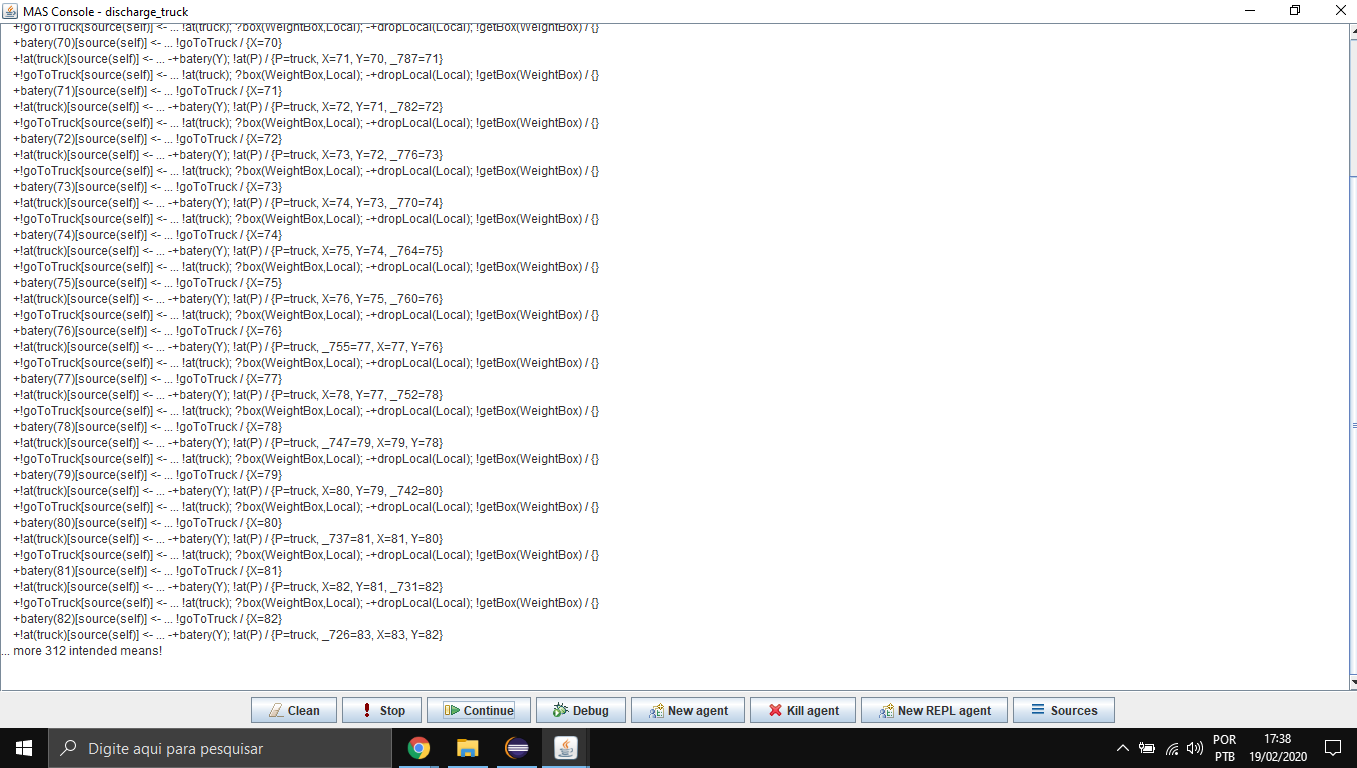 MAS Console - discharge_truck
+!goToTruck[source(self)] <- ... !at(truck); ?box(WeightBox,Local); -+dropLocal(Local); !getBox(WeightBox) / {}
+batery(70)[source(self)] <- ... !goToTruck / {X=70}
+!at(truck)[source(self)] <- ... -+batery(Y); !at(P) / {P=truck, X=71, Y=70, _787=71}
+!goToTruck[source(self)] <- ... !at(truck); ?box(WeightBox,Local); -+dropLocal(Local); !getBox(WeightBox) / {}
+batery(71)[source(self)] <- ... !goToTruck / {X=71}
+!at(truck)[source(self)] <- ... -+batery(Y); !at(P) / {P=truck, X=72, Y=71, _782=72}
+!goToTruck[source(self)] <- ... !at(truck); ?box(WeightBox,Local); -+dropLocal(Local); !getBox(WeightBox) / {}
+batery(72)[source(self)] <- ... !goToTruck / {X=72}
+!at(truck)[source(self)] <- ... -+batery(Y); !at(P) / {P=truck, X=73, Y=72, _776=73}
+!goToTruck[source(self)] <- ... !at(truck); ?box(WeightBox,Local); -+dropLocal(Local); !getBox(WeightBox) / {}
+batery(73)[source(self)] <- ... !goToTruck / {X=73}
+!at(truck)[source(self)] <- ... -+batery(Y); !at(P) / {P=truck, X=74, Y=73, _770=74}
+!goToTruck[source(self)] <- ... !at(truck); ?box(WeightBox,Local); -+dropLocal(Local); !getBox(WeightBox) / {}
+batery(74)[source(self)] <- ... !goToTruck / {X=74}
+!at(truck)[source(self)] <- ... -+batery(Y); !at(P) / {P=truck, X=75, Y=74, _764=75}
+!goToTruck[source(self)] <- ... !at(truck); ?box(WeightBox,Local); -+dropLocal(Local); !getBox(WeightBox) / {}
+batery(75)[source(self)] <- ... !goToTruck / {X=75}
+!at(truck)[source(self)] <- ... -+batery(Y); !at(P) / {P=truck, X=76, Y=75, _760=76}
+!goToTruck[source(self)] <- ... !at(truck); ?box(WeightBox,Local); -+dropLocal(Local); !getBox(WeightBox) / {}
+batery(76)[source(self)] <- ... !goToTruck / {X=76}
+!at(truck)[source(self)] <- ... -+batery(Y); !at(P) / {P=truck, _755=77, X=77, Y=76}
+!goToTruck[source(self)] <- ... !at(truck); ?box(WeightBox,Local); -+dropLocal(Local); !getBox(WeightBox) / {}
+batery(77)[source(self)] <- ... !goToTruck / {X=77}
+!at(truck)[source(self)] <- ... -+batery(Y); !at(P) / {P=truck, X=78, Y=77, _752=78}
+!goToTruck[source(self)] <- ... !at(truck); ?box(WeightBox,Local); -+dropLocal(Local); !getBox(WeightBox) / {}
+batery(78)[source(self)] <- ... !goToTruck / {X=78}
+!at(truck)[source(self)] <- ... -+batery(Y); !at(P) / {P=truck, _747=79, X=79, Y=78}
+!goToTruck[source(self)] <- ... !at(truck); ?box(WeightBox,Local); -+dropLocal(Local); !getBox(WeightBox) / {}
+batery(79)[source(self)] <- ... !goToTruck / {X=79}
+!at(truck)[source(self)] <- ... -+batery(Y); !at(P) / {P=truck, X=80, Y=79, _742=80}
+!goToTruck[source(self)] <- ... !at(truck); ?box(WeightBox,Local); -+dropLocal(Local); !getBox(WeightBox) / {}
+batery(80)[source(self)] <- ... !goToTruck / {X=80}
+!at(truck)[source(self)] <- ... -+batery(Y); !at(P) / {P=truck, _737=81, X=81, Y=80}
+!goToTruck[source(self)] <- ... !at(truck); ?box(WeightBox,Local); -+dropLocal(Local); !getBox(WeightBox) / {}
+batery(81)[source(self)] <- ... !goToTruck / {X=81}
+!at(truck)[source(self)] <- ... -+batery(Y); !at(P) / {P=truck, X=82, Y=81, _731=82}
+!goToTruck[source(self)] <- ... !at(truck); ?box(WeightBox,Local); -+dropLocal(Local); !getBox(WeightBox) / {}
+batery(82)[source(self)] <- ... !goToTruck / {X=82}
+!at(truck)[source(self)] <- ... -+batery(Y); !at(P) / {P=truck, _726=83, X=83, Y=82}
... more 312 intended means!
Clean Stop Continue Debug New agent Kill agent New REPL agent Sources
Digite aqui para pesquisar
POR 17:38
PTB 19/02/2020